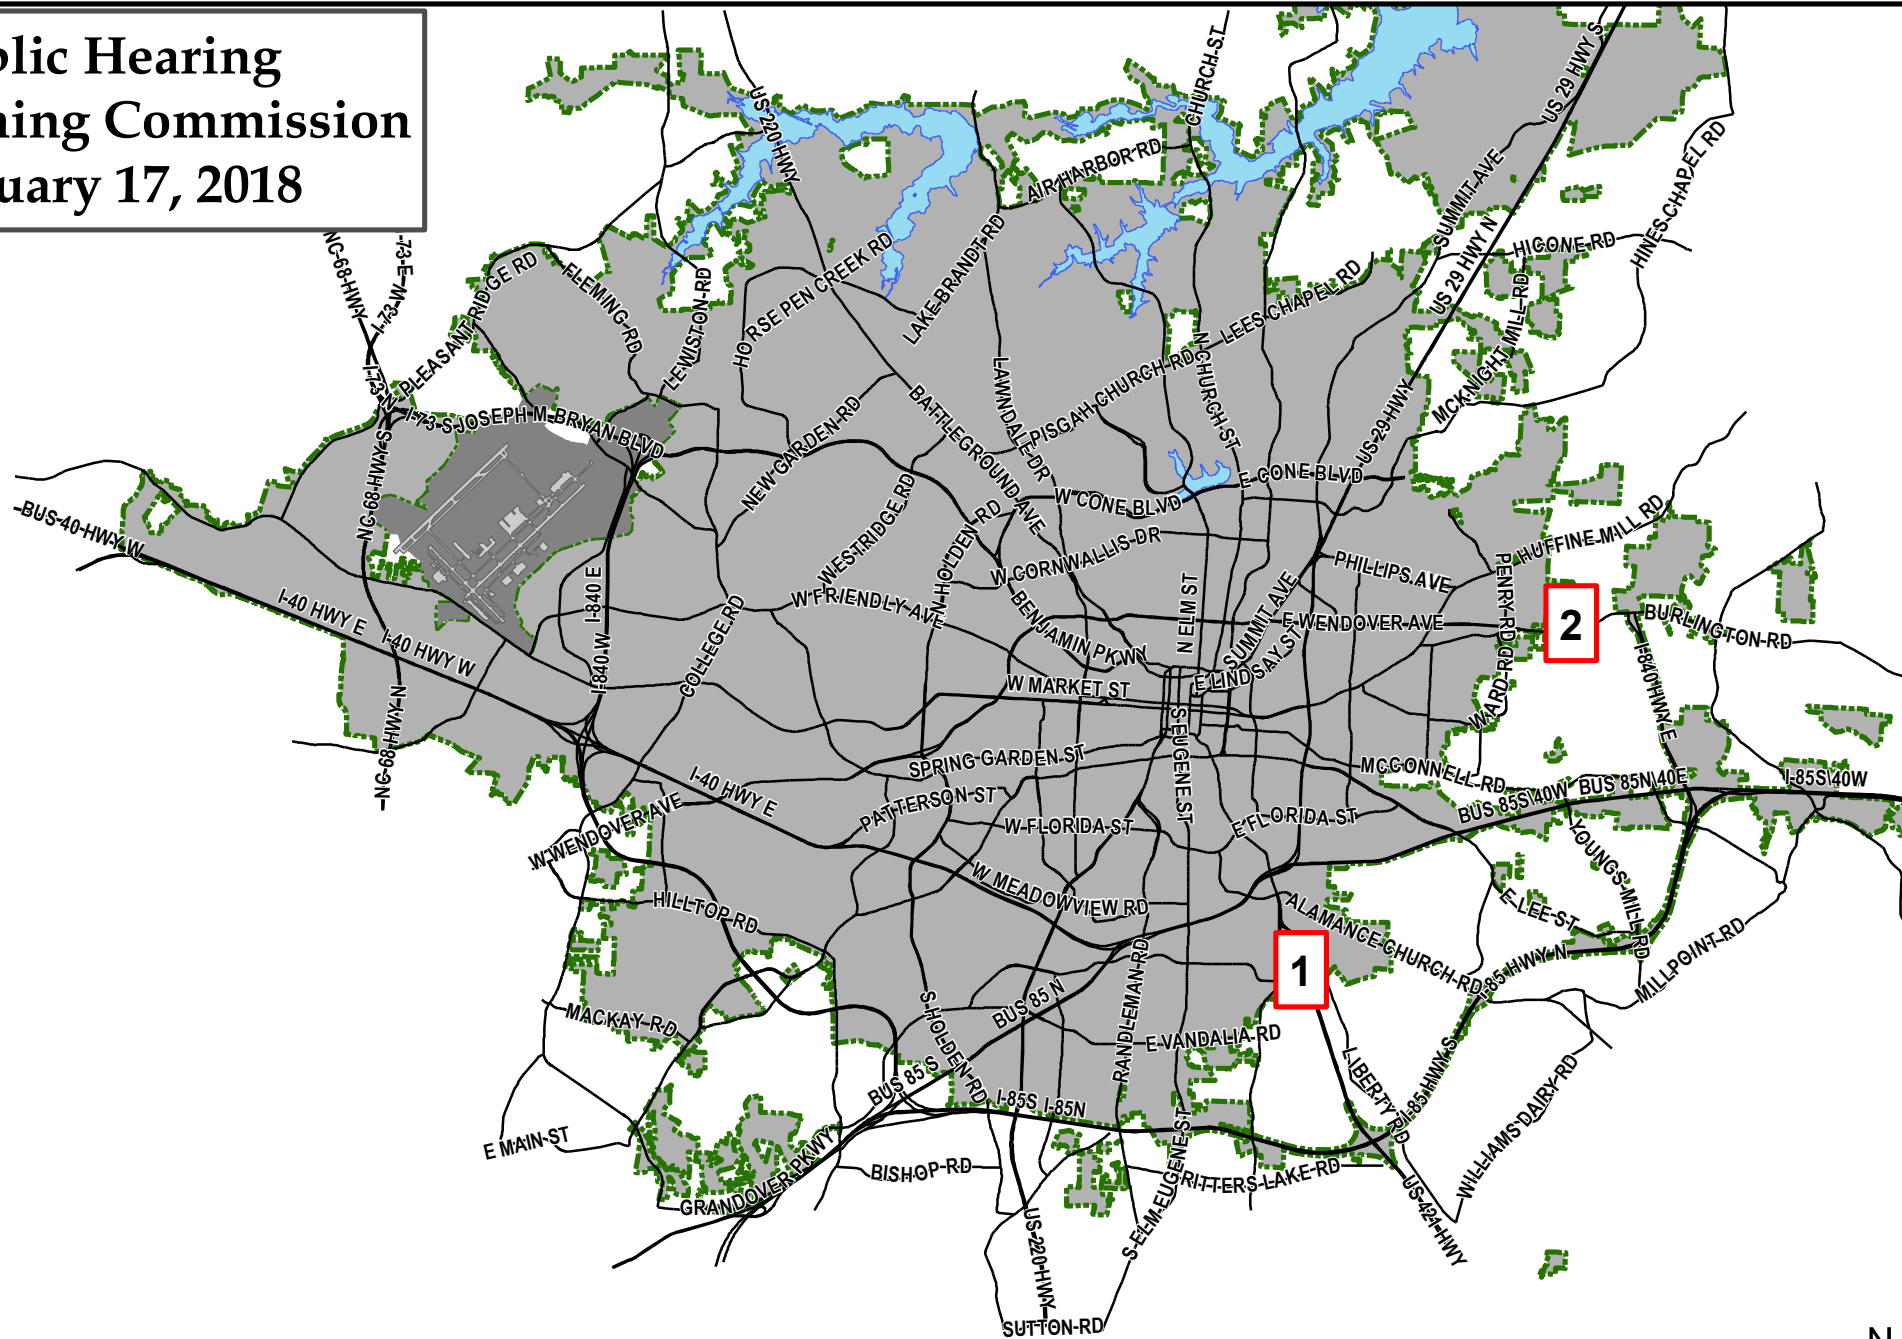 blic Hearing
ning Commission
uary 17, 2018
US 220 HWY
CHURCH ST
US 29 HWY S
AIR HARBOR RD
SUMMIT AVE
HINES CHAPEL RD
NC-68-HWY
I-73-W
-73-E
PLEASANT RIDGE RD
FLEMING-RD
LEWISTON-RD
HORSE PEN CREEK RD
LAKE-BRANDT-RD
US 29 HWY N
HICONE-RD
LEES CHAPEL RD
MCKNIGHT MILL-RD
I-73-N
I-73 S
JOSEPH M-BRYAN BLVD
NC-68-HWY-S
NEW-GARDEN-RD
BATTLEGROUND-AVE
LAWNDALE-DR
PISGAH-CHURCH-RD
N-CHURCH-ST
US-29-HWY
E-CONE-BLVD
W CONE BLVD
BUS-40-HWY W
WESTRIDGE RD
N-HOLDEN-RD
W CORNWALLIS DR
PHILLIPS AVE
HUFFINE-MILL-RD
PENRY-RD
I-40 HWY E
I-40 HWY W
I-840 E
I-840-W
W FRIENDLY-AVE
COLLEGE-RD
BENJAMIN PKWY
N ELM ST
SUMMIT AVE
E-WENDOVER AVE
2
BURLINGTON-RD
I-840-HWY-E
WARD-RD
E LINDSAY ST
W MARKET ST
NC-68-HWY-N
S-EUGENE-ST
SPRING GARDEN ST
MCCONNELL-RD
BUS 85S\40W
BUS 85N\40E
I-85S\40W
I-40 HWY E
PATTERSON-ST
W-WENDOVER AVE
W-FLORIDA-ST
E-FLORIDA-ST
YOUNGS-MILL-RD
W MEADOWVIEW RD
HILLTOP-RD
E-LEE-ST
ALAMANCE-CHURCH-RD
I-85-HWY N
MILLPOINT-RD
1
MACKAY-RD
S-HOLDEN-RD
BUS 85 N
RANDLEMAN-RD
E-VANDALIA-RD
LIBERTY-RD
I-85-HWY-S
WILLIAMS-DAIRY-RD
BUS 85 S
I-85S
I-85N
E MAIN-ST
GRANDOVER-PKWY
BISHOP-RD
S-ELM-EUGENE-ST
RITTERS-LAKE-RD
US-421-HWY
US-220-HWY
SUTTON-RD
N